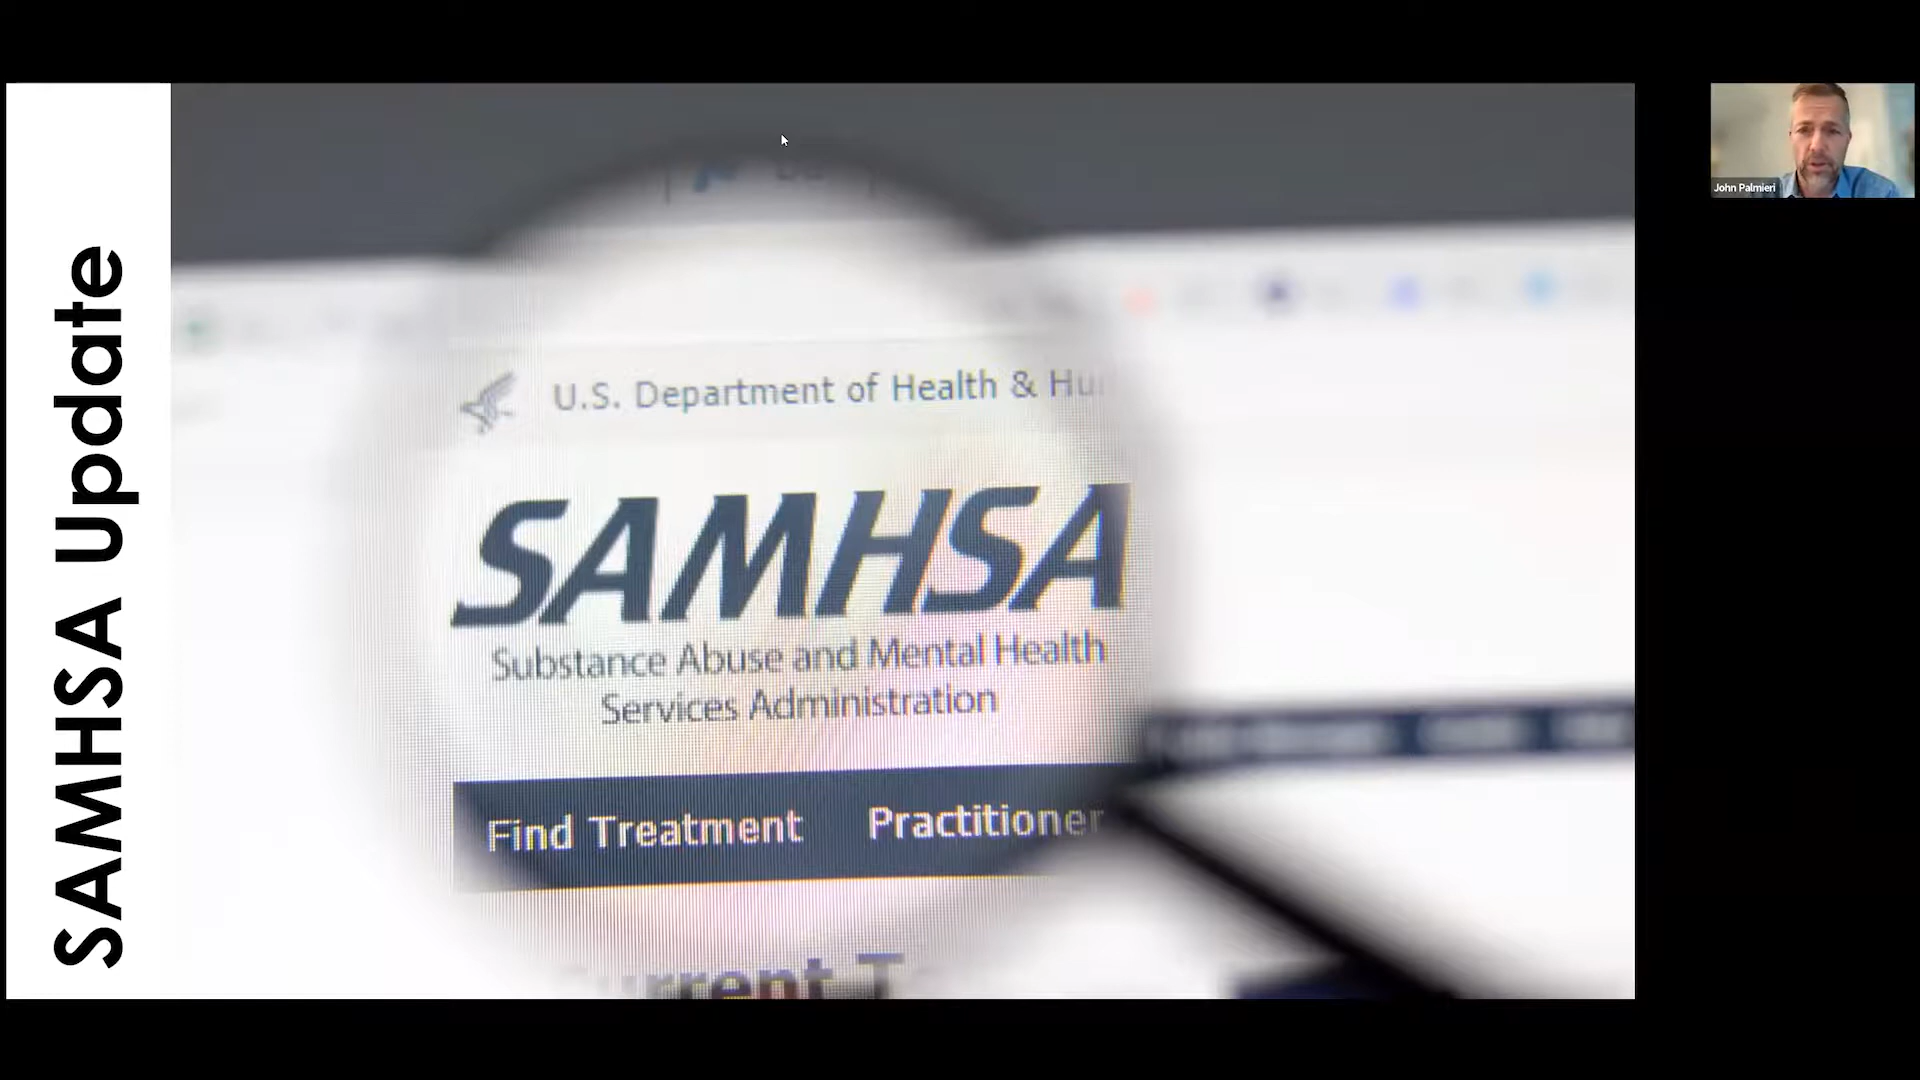 SAMHSA Update
U.S. Department of Health & Hu
SAMHSA
Substance Abuse and Mental Health
Services Administration
Find Treatment Practitioner
urrent T
John Palmieri